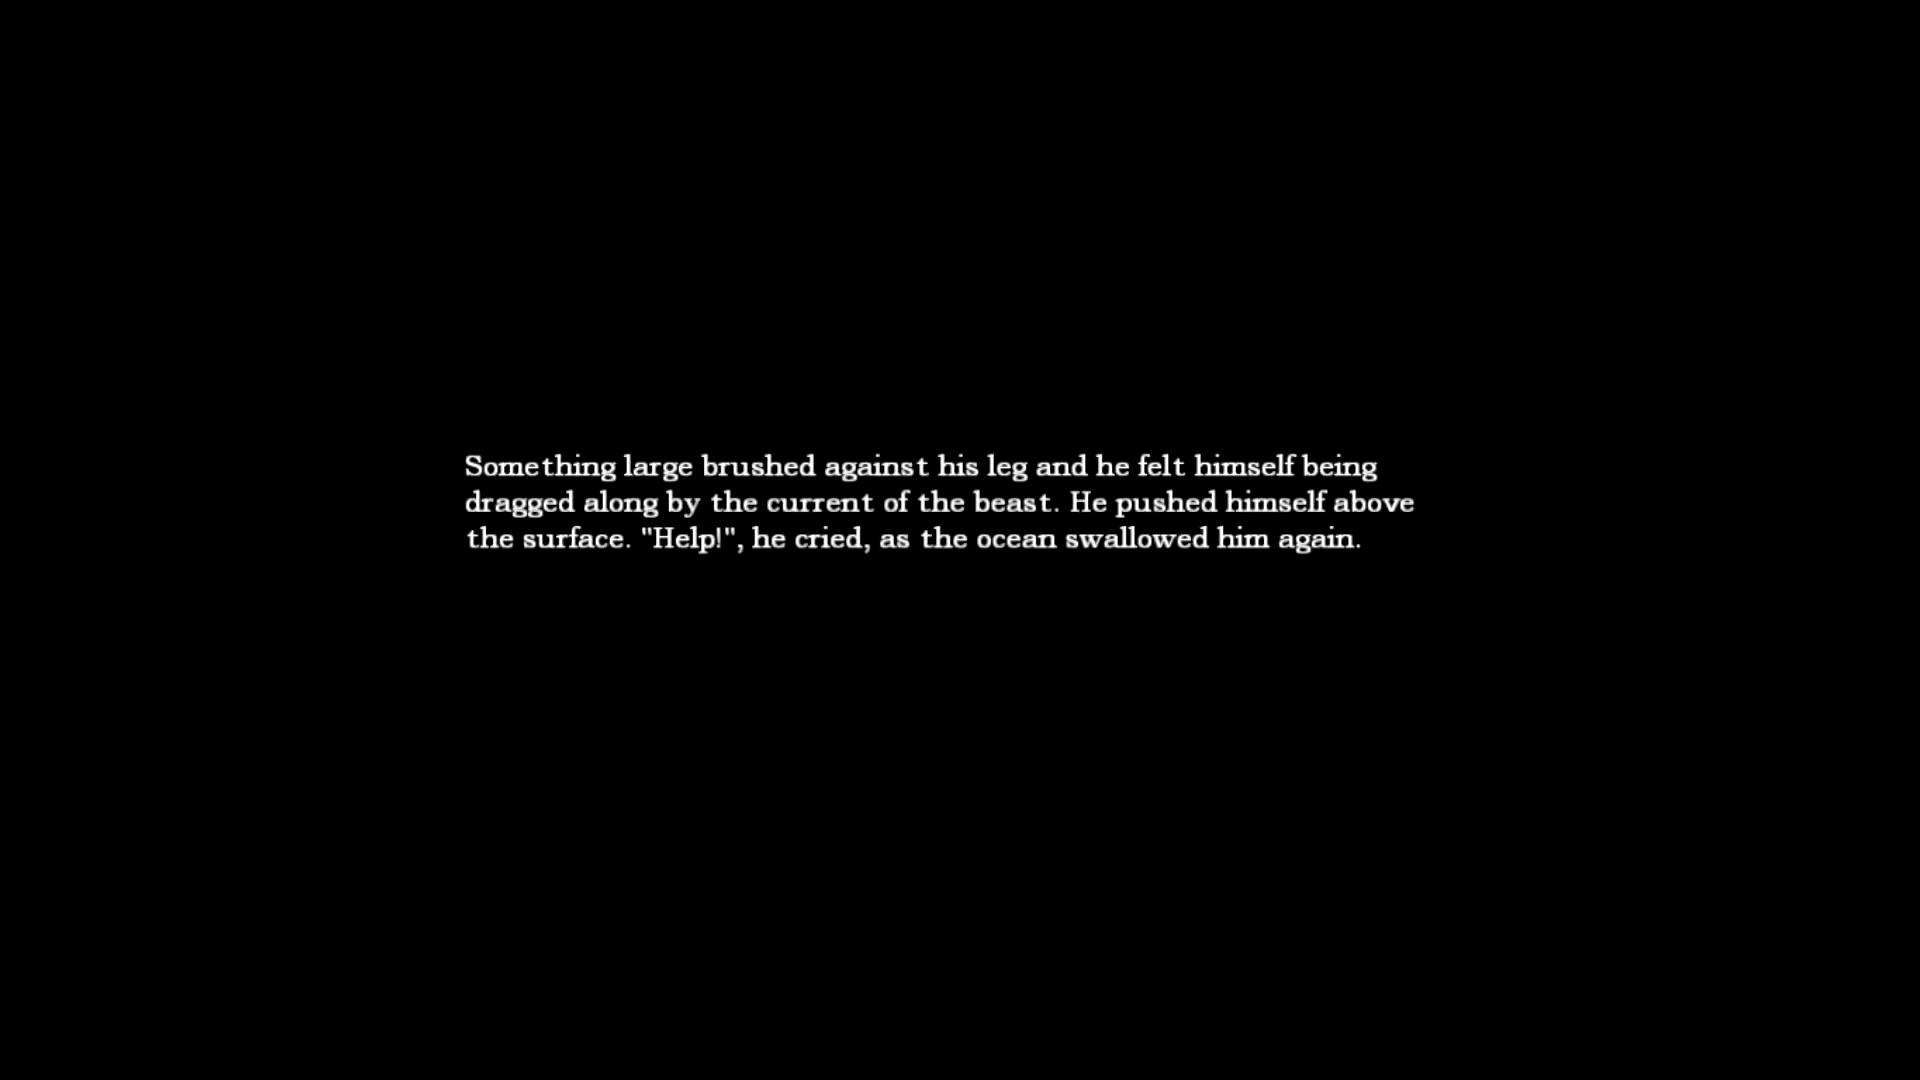 Something large brushed against his leg and he felt himself being
dragged along by the current of the beast. He pushed himself above
the surface. "Help!", he cried, as the ocean swallowed him again.